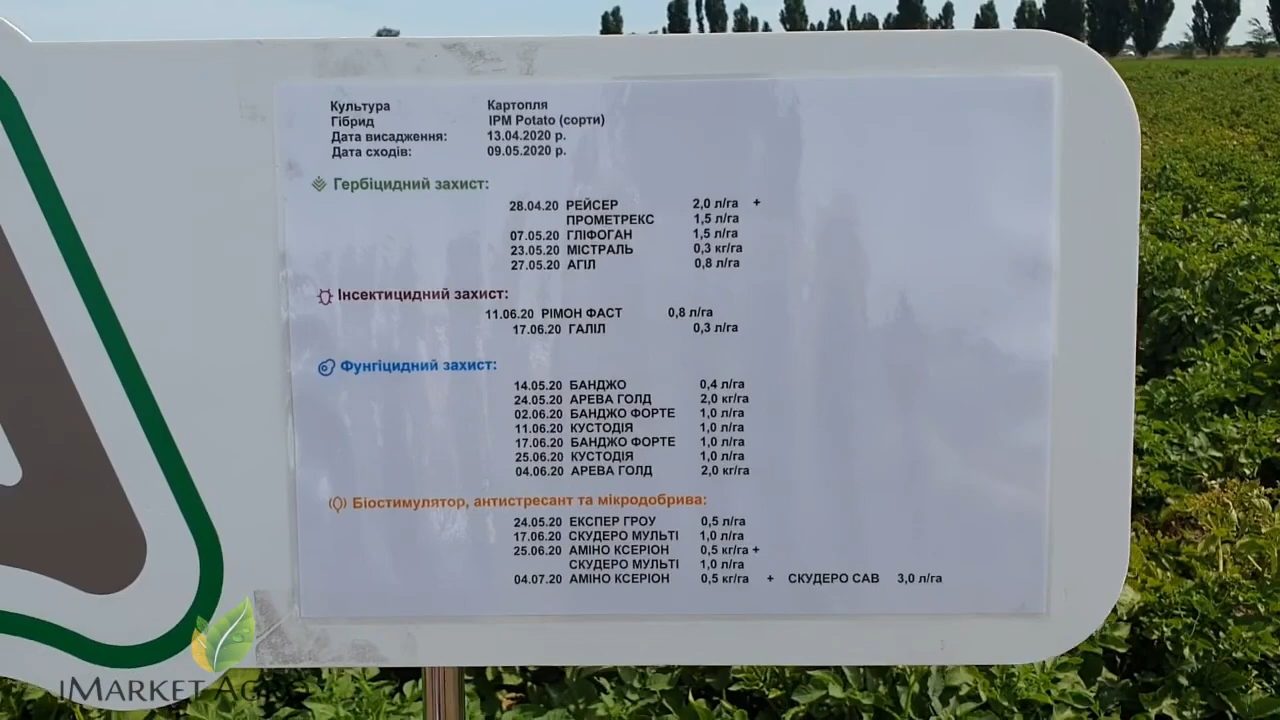 Культура Картопля
Гібрид IPM Potato (сорти)
Дата висадження: 13.04.2020 р.
Дата сходів: 09.05.2020 р.
Гербіцидний захист:
28.04.20 РЕЙСЕР 2,0 л/га +
ПРОМЕТРЕКС 1,5 л/га
07.05.20 ГЛІФОГАН 1,5 л/га
23.05.20 МІСТРАЛЬ 0,3 кг/га
27.05.20 АГІЛ 0,8 л/га
Інсектицидний захист:
11.06.20 РІМОН ФАСТ 0,8 л/га
17.06.20 ГАЛІЛ 0,3 л/га
Фунгіцидний захист:
14.05.20 БАНДЖО 0,4 л/га
24.05.20 АРЕВА ГОЛД 2,0 кг/га
02.06.20 БАНДЖО ФОРТЕ 1,0 л/га
11.06.20 КУСТОДІЯ 1,0 л/га
17.06.20 БАНДЖО ФОРТЕ 1,0 л/га
25.06.20 КУСТОДІЯ 1,0 л/га
04.06.20 АРЕВА ГОЛД 2,0 кг/га
Біостимулятор, антистресант та мікродобрива:
24.05.20 ЕКСПЕР ГРОУ 0,5 л/га
17.06.20 СКУДЕРО МУЛЬТІ 1,0 л/га
25.06.20 АМІНО КСЕРІОН 0,5 кг/га +
СКУДЕРО МУЛЬТІ 1,0 л/га
04.07.20 АМІНО КСЕРІОН 0,5 кг/га + СКУДЕРО САВ 3,0 л/га
iMARKET AGRO